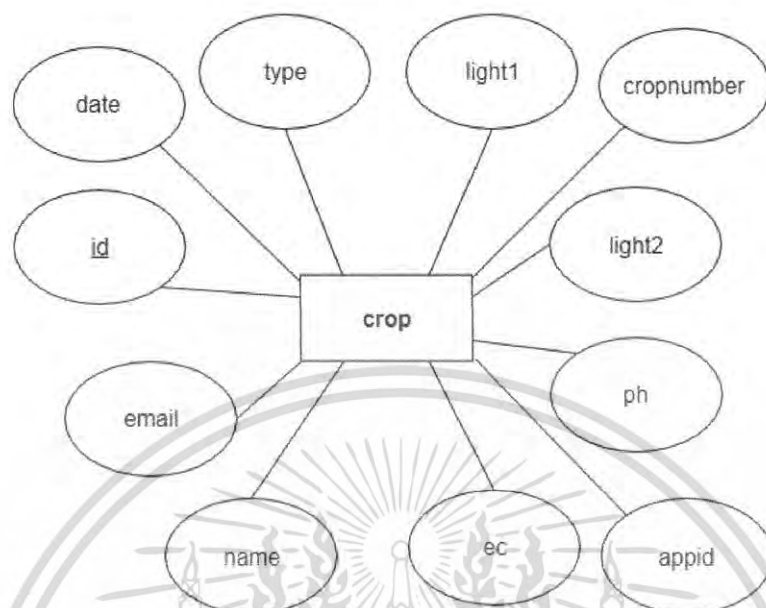 type
light1
cropnumber
date
id
light2
crop
email
ph
name
ec
appid